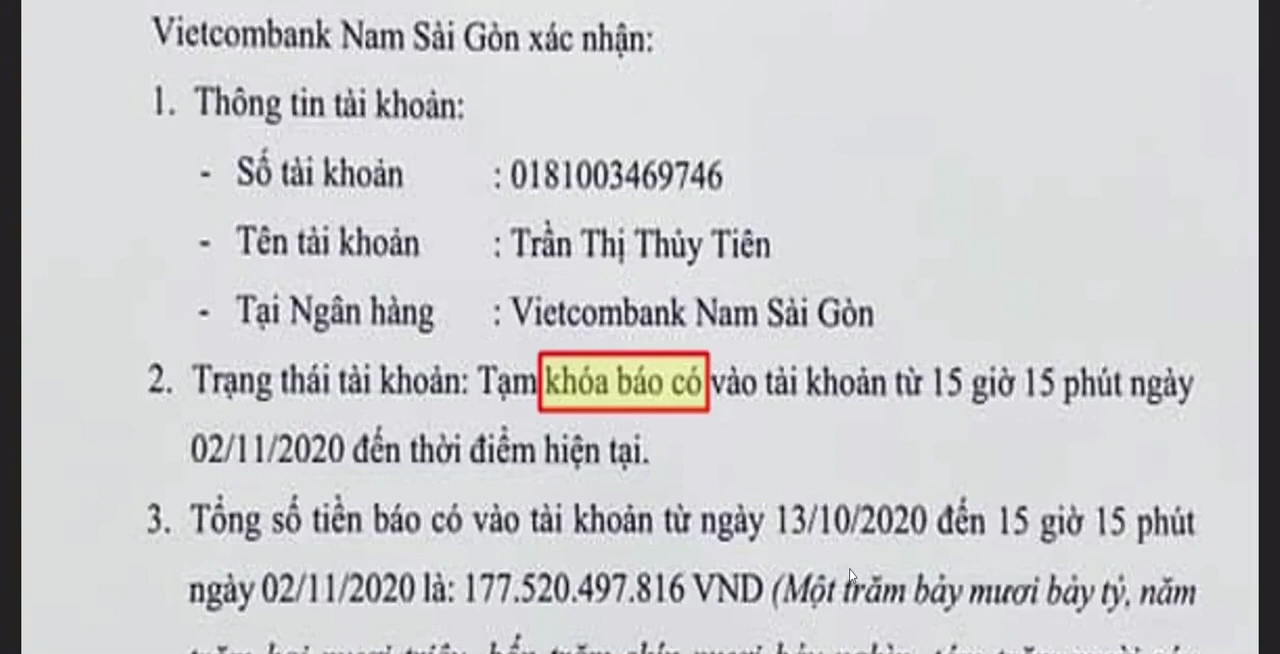 Vietcombank Nam Sài Gòn xác nhận:
1. Thông tin tài khoản:
- Số tài khoản : 0181003469746
- Tên tài khoản : Trần Thị Thủy Tiên
- Tại Ngân hàng : Vietcombank Nam Sài Gòn
2. Trạng thái tài khoản: Tạm khóa báo có vào tài khoản từ 15 giờ 15 phút ngày
02/11/2020 đến thời điểm hiện tại.
3. Tổng số tiền báo có vào tài khoản từ ngày 13/10/2020 đến 15 giờ 15 phút
ngày 02/11/2020 là: 177.520.497.816 VND (Một trăm bảy mươi bảy tỷ, năm